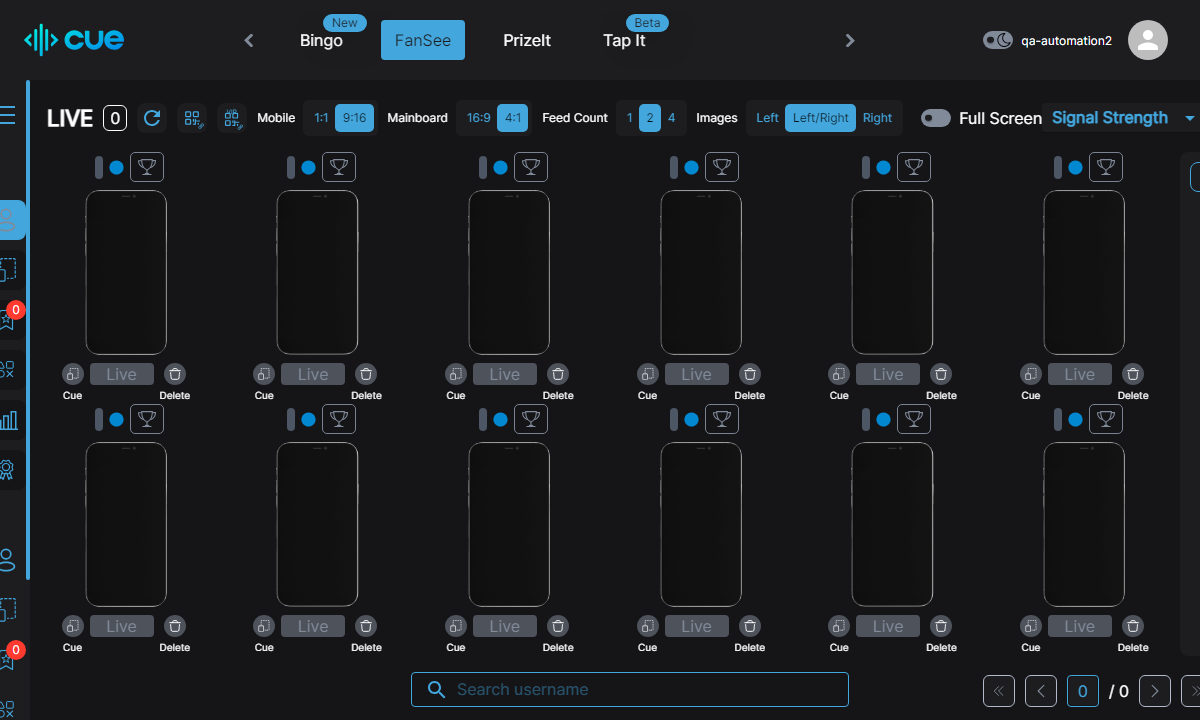 cue
New
Bingo
FanSee
PrizeIt
Beta
Tap It
qa-automation2
LIVE 0
Mobile 1:1 9:16 Mainboard 16:9 4:1 Feed Count 1 2 4 Images Left Left/Right Right Full Screen Signal Strength
0
Live Live Live Live Live Live
Cue Delete Cue Delete Cue Delete Cue Delete Cue Delete Cue Delete
Live Live Live Live Live Live
Cue Delete Cue Delete Cue Delete Cue Delete Cue Delete Cue Delete
0
Search username
0 / 0